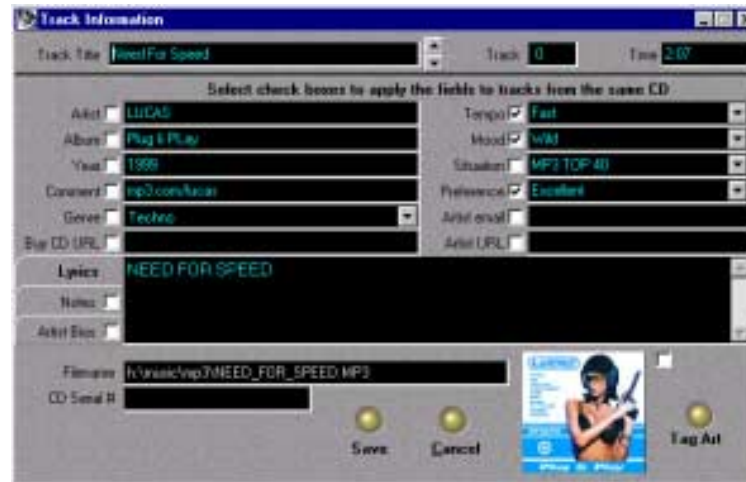 Track Information
Track Title Need For Speed Track 0 Time 2:07
Select check boxes to apply the fields to tracks from the same CD
Artist LUCAS Tempo Fast
Album Plug & PLay Mood Wild
Year 1999 Situation MP3 TOP 40
Comment mp3.com/lucas Preference Excellent
Genre Techno Artist email
Buy CD URL Artist URL
Lyrics NEED FOR SPEED
Notes
Artist Bios
Filename h:\music\mp3\NEED_FOR_SPEED.MP3
CD Serial #
Save Cancel Tag Art
Plug & Play